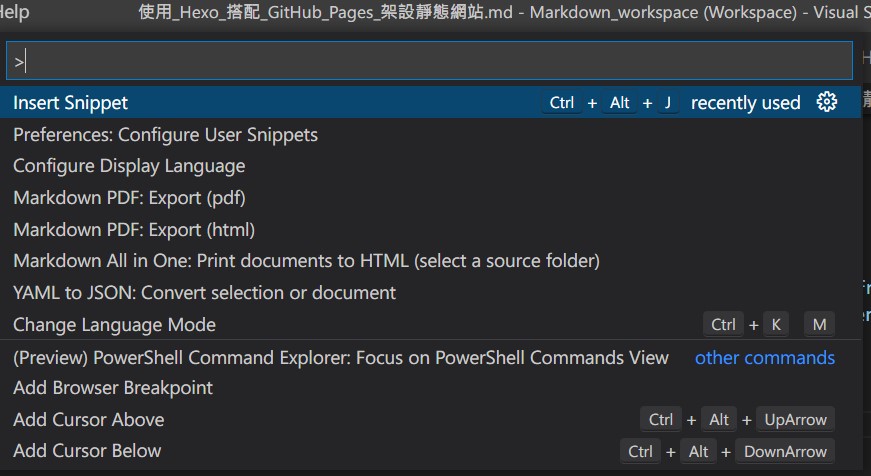 Help 使用_Hexo_搭配_GitHub_Pages_架設靜態網站.md - Markdown_workspace (Workspace) - Visual S
>
Insert Snippet Ctrl + Alt + J recently used
Preferences: Configure User Snippets
Configure Display Language
Markdown PDF: Export (pdf)
Markdown PDF: Export (html)
Markdown All in One: Print documents to HTML (select a source folder)
YAML to JSON: Convert selection or document
Change Language Mode Ctrl + K M
(Preview) PowerShell Command Explorer: Focus on PowerShell Commands View other commands
Add Browser Breakpoint
Add Cursor Above Ctrl + Alt + UpArrow
Add Cursor Below Ctrl + Alt + DownArrow